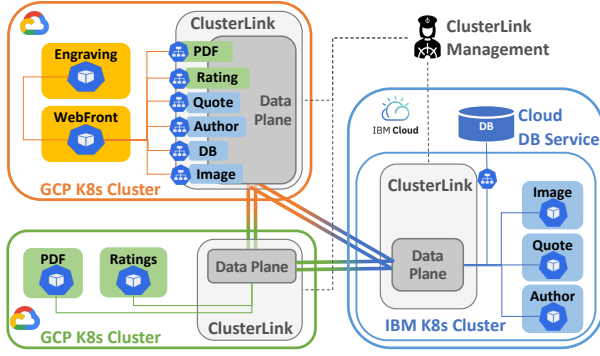 ClusterLink
Engraving
WebFront
PDF
Rating
Quote
Author
DB
Image
Data
Plane
GCP K8s Cluster
ClusterLink
Management
IBM Cloud
DB
Cloud
DB Service
ClusterLink
Data
Plane
Image
Quote
Author
IBM K8s Cluster
PDF
Ratings
Data Plane
ClusterLink
GCP K8s Cluster